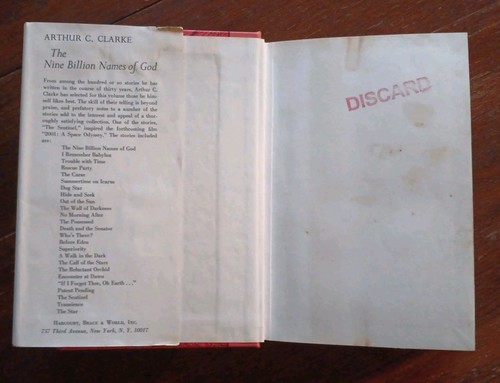 ARTHUR C. CLARKE
The
Nine Billion Names of God
From among the hundred or so stories he has
written in the course of thirty years, Arthur C.
Clarke has selected for this volume those he him-
self likes best. The skill of their telling is beyond
praise, and prefatory notes to a number of the
stories add to the interest and appeal of a thor-
oughly satisfying collection. One of the stories,
"The Sentinel," inspired the forthcoming film
"2001: A Space Odyssey." The stories included
are:
The Nine Billion Names of God
I Remember Babylon
Trouble with Time
Rescue Party
The Curse
Summertime on Icarus
Dog Star
Hide and Seek
Out of the Sun
The Wall of Darkness
No Morning After
The Possessed
Death and the Senator
Who's There?
Before Eden
Superiority
A Walk in the Dark
The Call of the Stars
The Reluctant Orchid
Encounter at Dawn
"If I Forget Thee, Oh Earth . . ."
Patent Pending
The Sentinel
Transience
The Star
HARCOURT, BRACE & WORLD, INC.
757 Third Avenue, New York, N. Y. 10017
DISCARD